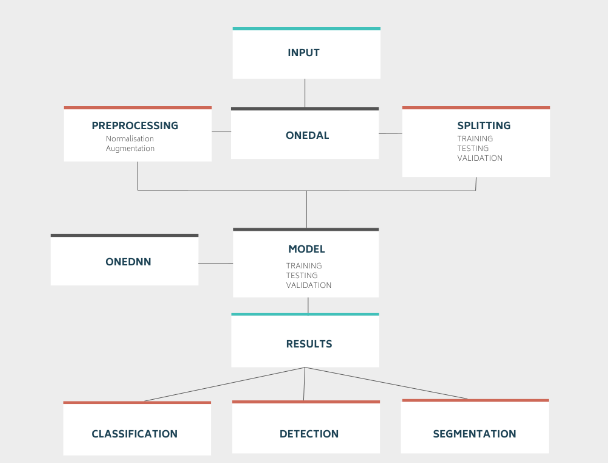 INPUT
PREPROCESSING
Normalisation
Augmentation
ONEDAL
SPLITTING
TRAINING
TESTING
VALIDATION
ONEDNN
MODEL
TRAINING
TESTING
VALIDATION
RESULTS
CLASSIFICATION
DETECTION
SEGMENTATION